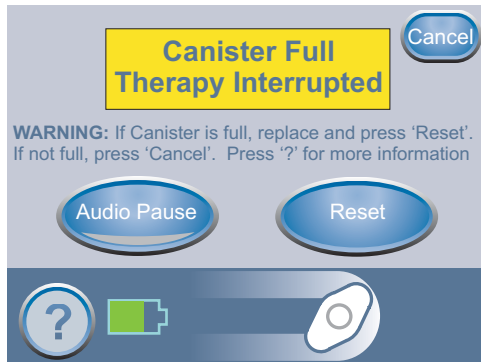 Cancel
Canister Full
Therapy Interrupted
WARNING: If Canister is full, replace and press ‘Reset’.
If not full, press ‘Cancel’.  Press ‘?’ for more information
Audio Pause
Reset
?